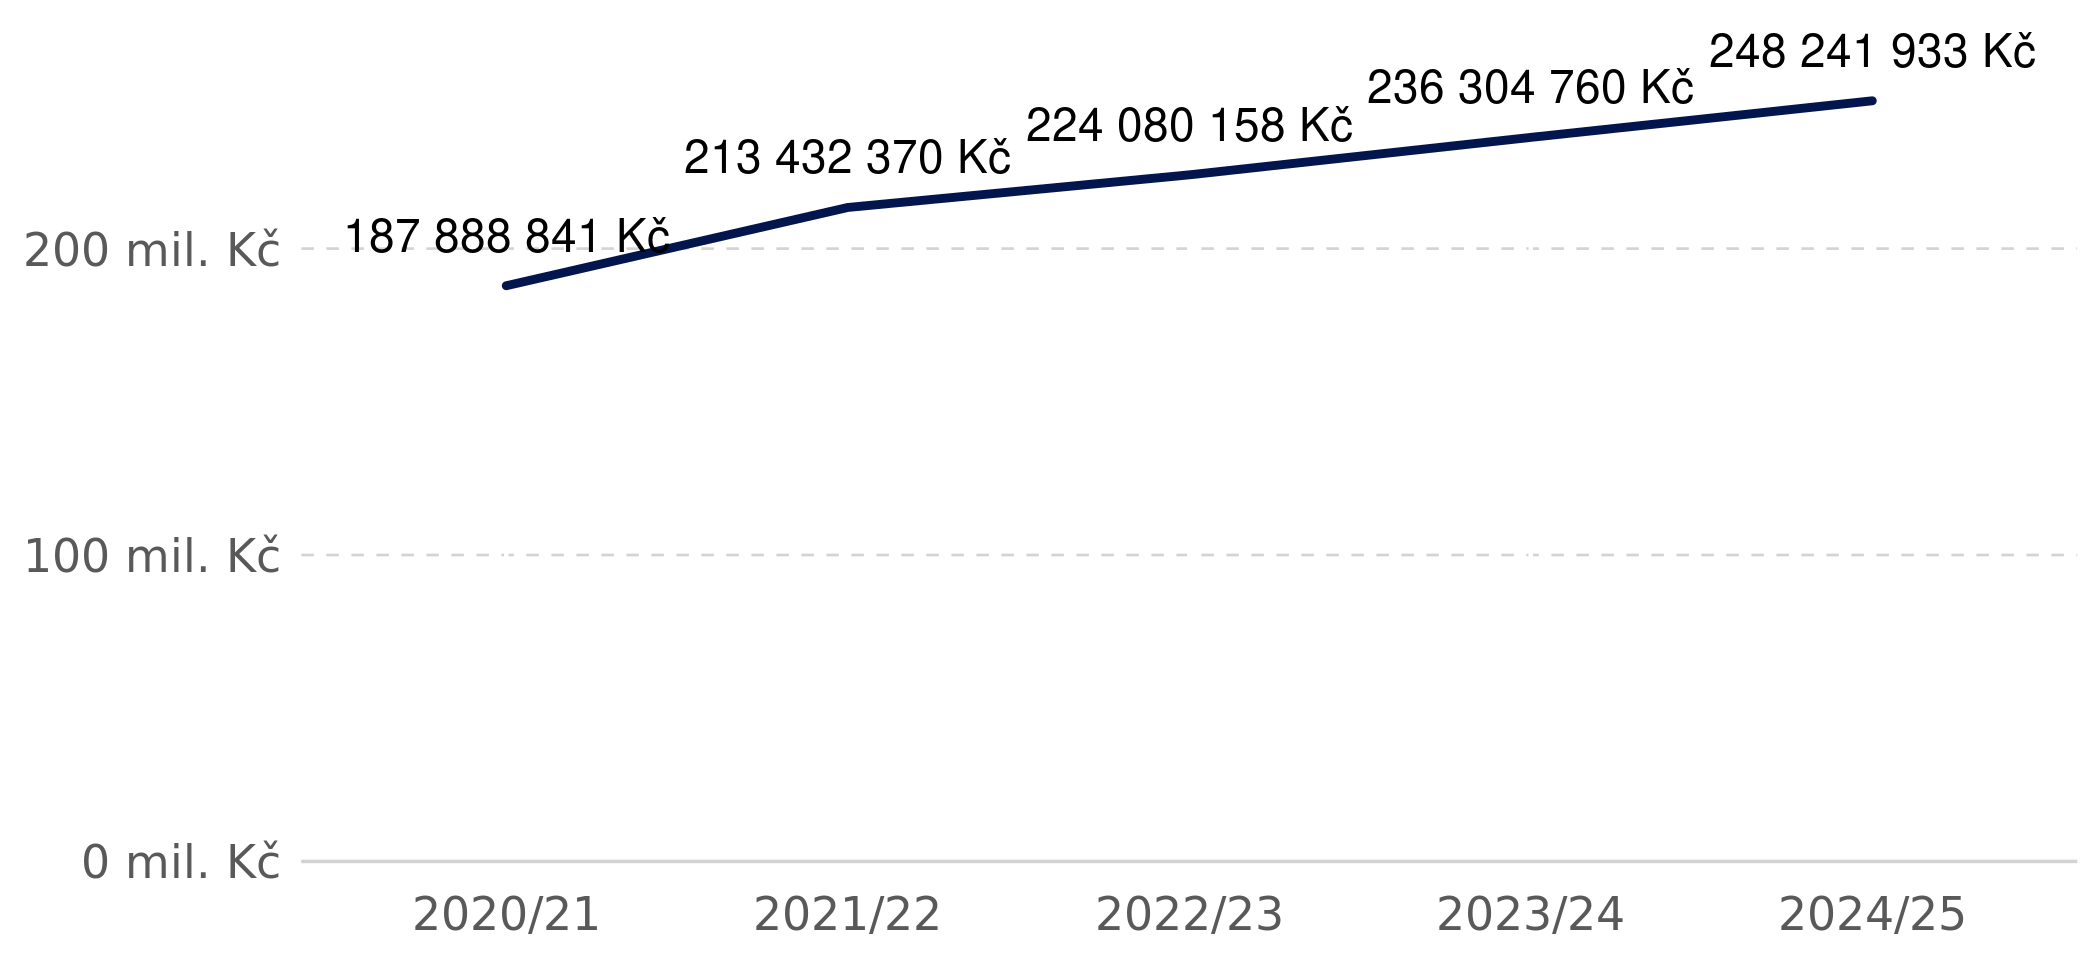 248 241 933 Kč
236 304 760 Kč
224 080 158 Kč
213 432 370 Kč
187 888 841 Kč
200 mil. Kč
100 mil. Kč
0 mil. Kč
2020/21 2021/22 2022/23 2023/24 2024/25